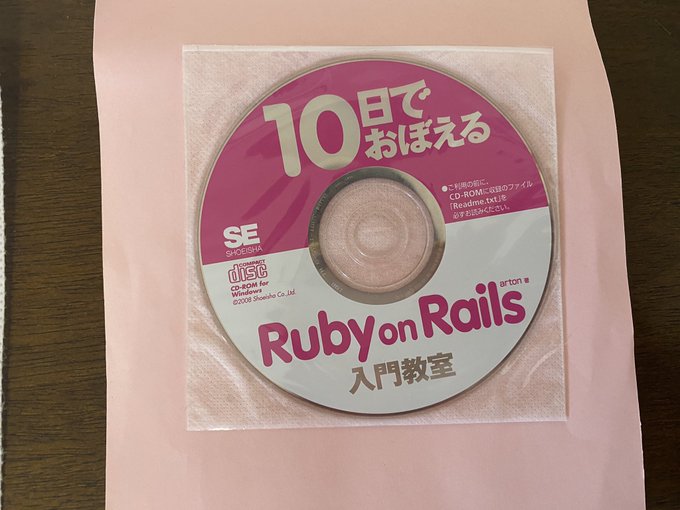 10日で
おぼえる
●ご利用の前に、
CD-ROMに収録のファイル
「Readme.txt」を
必ずお読みください。
SE
SHOEISHA
COMPACT
disc
CD-ROM for
Windows
©2008 Shoeisha Co.,Ltd.
arton 著
Ruby on Rails
入門教室